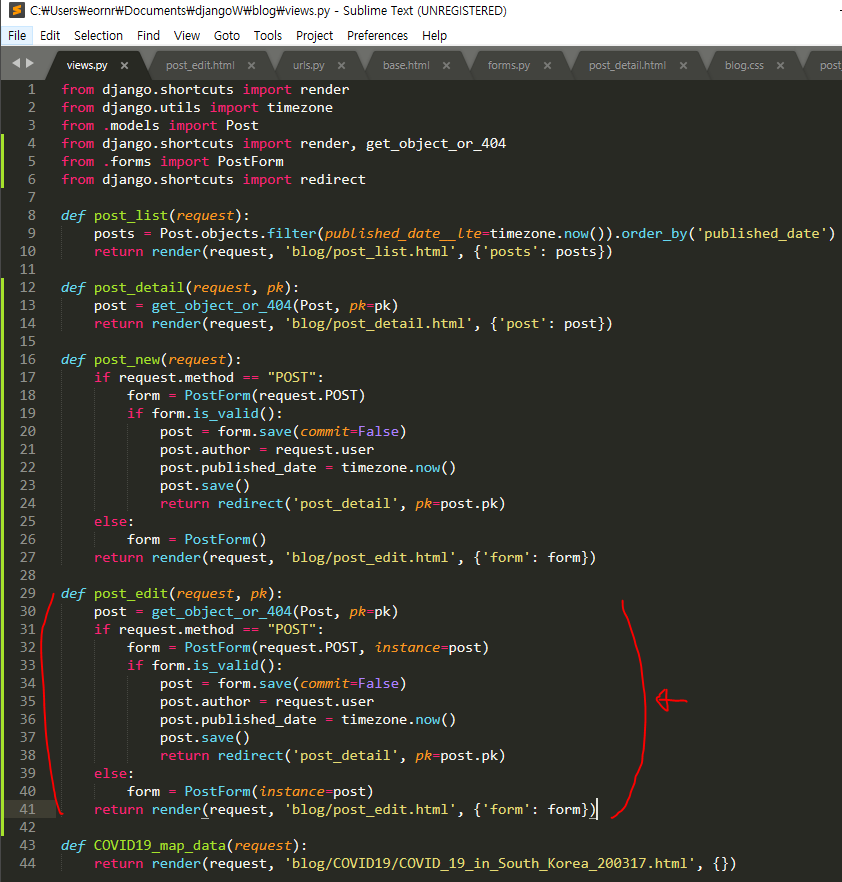 C:₩Users₩eornr₩Documents₩djangoW₩blog₩views.py - Sublime Text (UNREGISTERED)
File Edit Selection Find View Goto Tools Project Preferences Help
views.py × post_edit.html × urls.py × base.html × forms.py × post_detail.html × blog.css × post
1 from django.shortcuts import render
2 from django.utils import timezone
3 from .models import Post
4 from django.shortcuts import render, get_object_or_404
5 from .forms import PostForm
6 from django.shortcuts import redirect
7
8 def post_list(request):
9     posts = Post.objects.filter(published_date__lte=timezone.now()).order_by('published_date')
10     return render(request, 'blog/post_list.html', {'posts': posts})
11
12 def post_detail(request, pk):
13     post = get_object_or_404(Post, pk=pk)
14     return render(request, 'blog/post_detail.html', {'post': post})
15
16 def post_new(request):
17     if request.method == "POST":
18         form = PostForm(request.POST)
19         if form.is_valid():
20             post = form.save(commit=False)
21             post.author = request.user
22             post.published_date = timezone.now()
23             post.save()
24             return redirect('post_detail', pk=post.pk)
25     else:
26         form = PostForm()
27     return render(request, 'blog/post_edit.html', {'form': form})
28
29 def post_edit(request, pk):
30     post = get_object_or_404(Post, pk=pk)
31     if request.method == "POST":
32         form = PostForm(request.POST, instance=post)
33         if form.is_valid():
34             post = form.save(commit=False)
35             post.author = request.user
36             post.published_date = timezone.now()
37             post.save()
38             return redirect('post_detail', pk=post.pk)
39     else:
40         form = PostForm(instance=post)
41     return render(request, 'blog/post_edit.html', {'form': form})
42
43 def COVID19_map_data(request):
44     return render(request, 'blog/COVID19/COVID_19_in_South_Korea_200317.html', {})